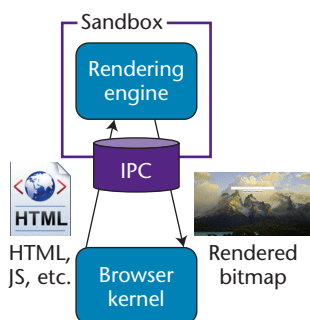 Sandbox
Rendering
engine
IPC
HTML
HTML,
JS, etc.
Rendered
bitmap
Browser
kernel